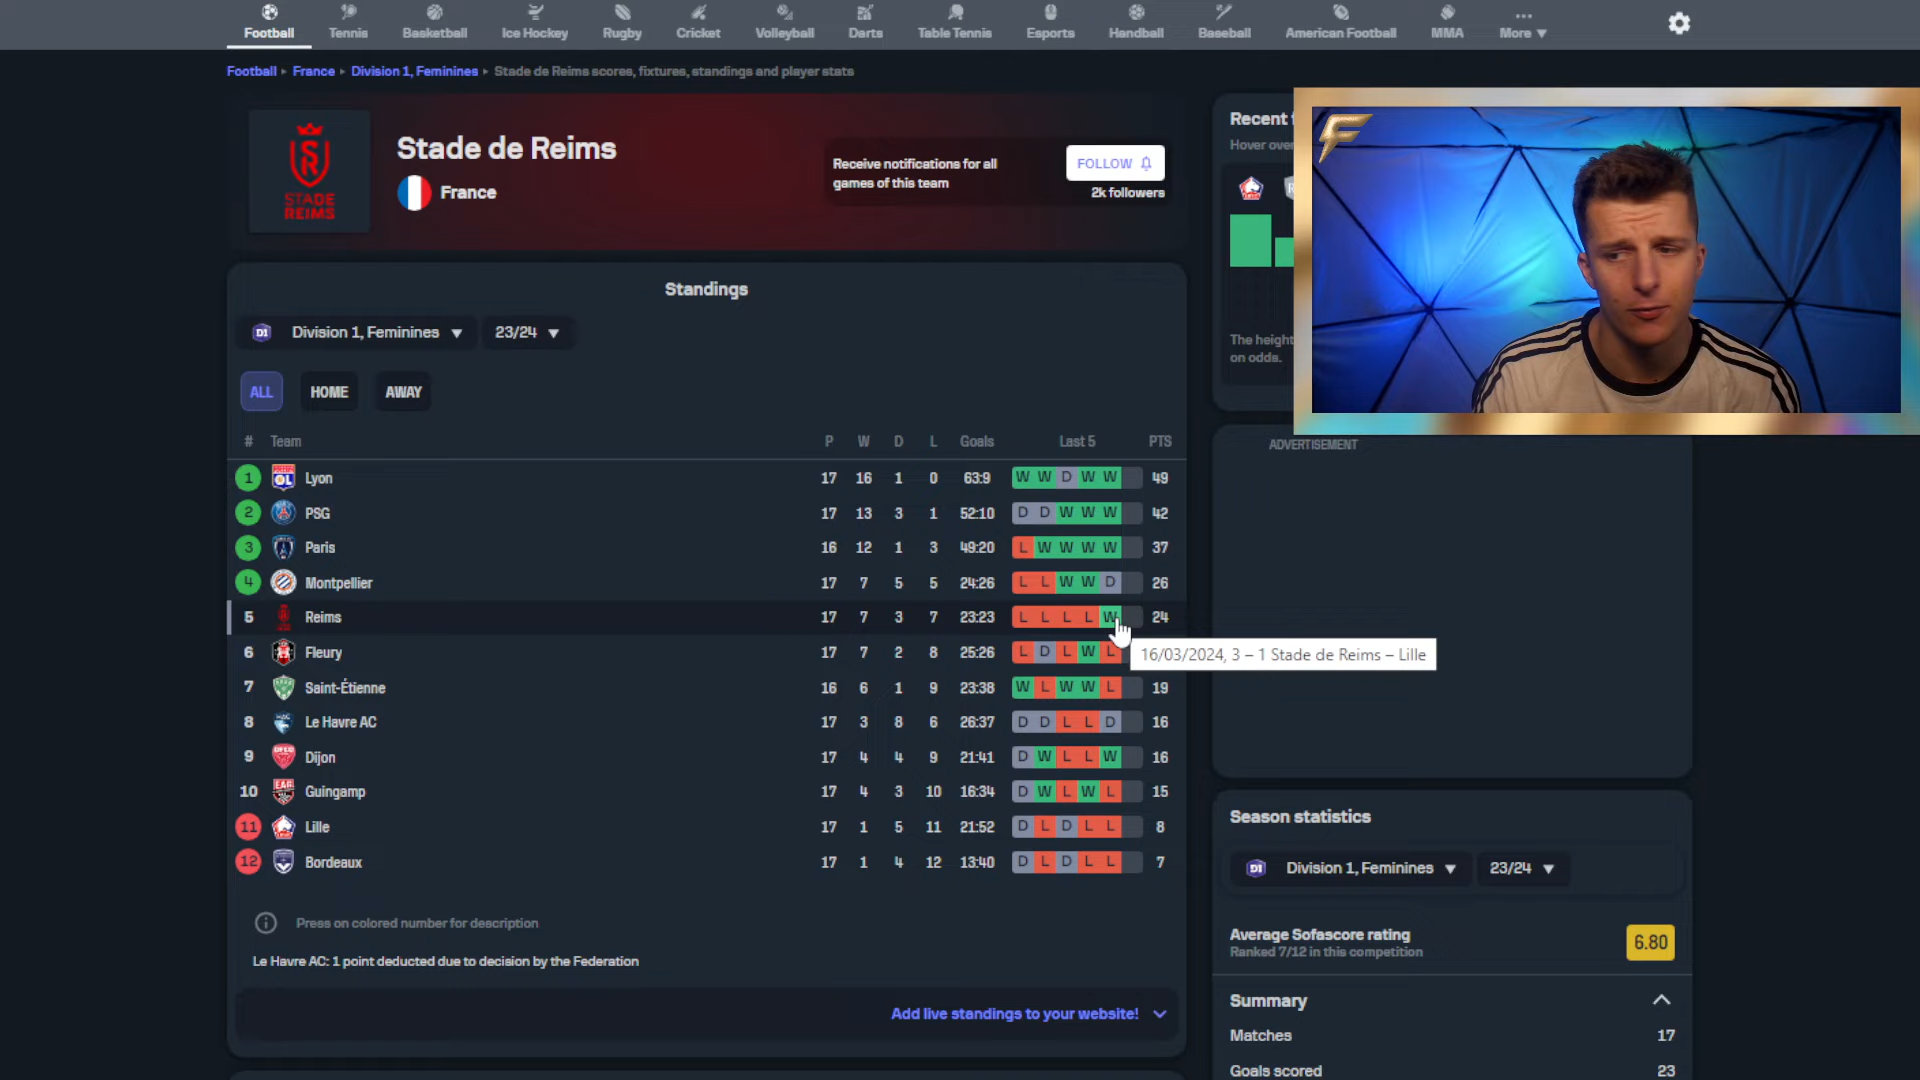 Football Tennis Basketball Ice Hockey Rugby Cricket Volleyball Darts Table Tennis Esports Handball Baseball American Football MMA More
Football France Division 1, Feminines Stade de Reims scores, fixtures, standings and player stats
STADE
REIMS
Stade de Reims
France
Receive notifications for all
games of this team
FOLLOW
2k followers
Recent
Hover over
The height
on odds.
F
Standings
D1 Division 1, Feminines 23/24
ALL HOME AWAY
# Team P W D L Goals Last 5 PTS
1 Lyon 17 16 1 0 63:9 W W D W W 49
2 PSG 17 13 3 1 52:10 D D W W W 42
3 Paris 16 12 1 3 49:20 L W W W W 37
4 Montpellier 17 7 5 5 24:26 L L W W D 26
5 Reims 17 7 3 7 23:23 L L L L W 24
6 Fleury 17 7 2 8 25:26 L D L W L
16/03/2024, 3 – 1 Stade de Reims – Lille
7 Saint-Étienne 16 6 1 9 23:38 W L W W L 19
8 Le Havre AC 17 3 8 6 26:37 D D L L D 16
9 Dijon 17 4 4 9 21:41 D W L L W 16
10 Guingamp 17 4 3 10 16:34 D W L W L 15
11 Lille 17 1 5 11 21:52 D L D L L 8
12 Bordeaux 17 1 4 12 13:40 D L D L L 7
Press on colored number for description
Le Havre AC: 1 point deducted due to decision by the Federation
Add live standings to your website!
ADVERTISEMENT
Season statistics
D1 Division 1, Feminines 23/24
Average Sofascore rating
Ranked 7/12 in this competition
6.80
Summary
Matches 17
Goals scored 23